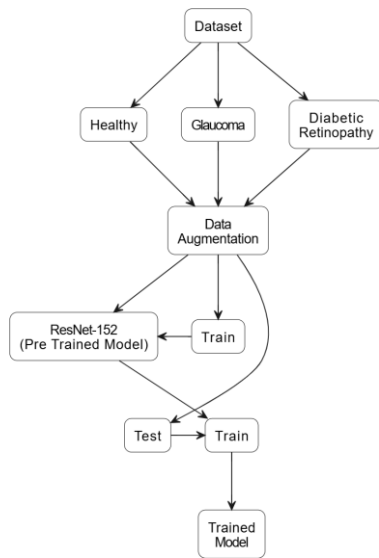 Dataset
Healthy
Glaucoma
Diabetic
Retinopathy
Data
Augmentation
ResNet-152
(Pre Trained Model)
Train
Test
Train
Trained
Model